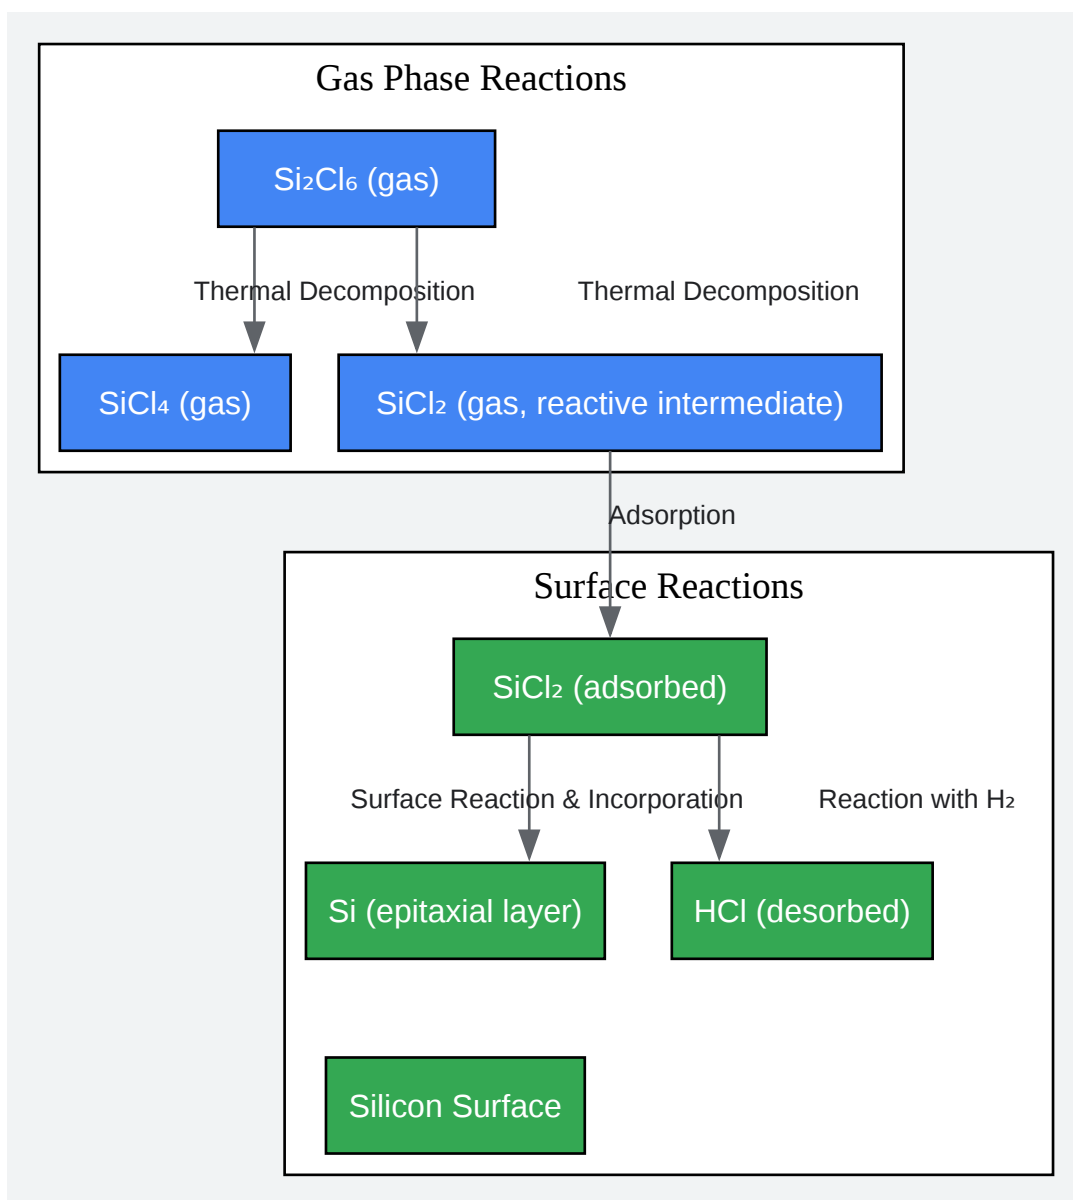 Gas Phase Reactions
Si₂Cl₆ (gas)
Thermal Decomposition
Thermal Decomposition
SiCl₄ (gas)
SiCl₂ (gas, reactive intermediate)
Adsorption
Surface Reactions
SiCl₂ (adsorbed)
Surface Reaction & Incorporation
Reaction with H₂
Si (epitaxial layer)
HCl (desorbed)
Silicon Surface